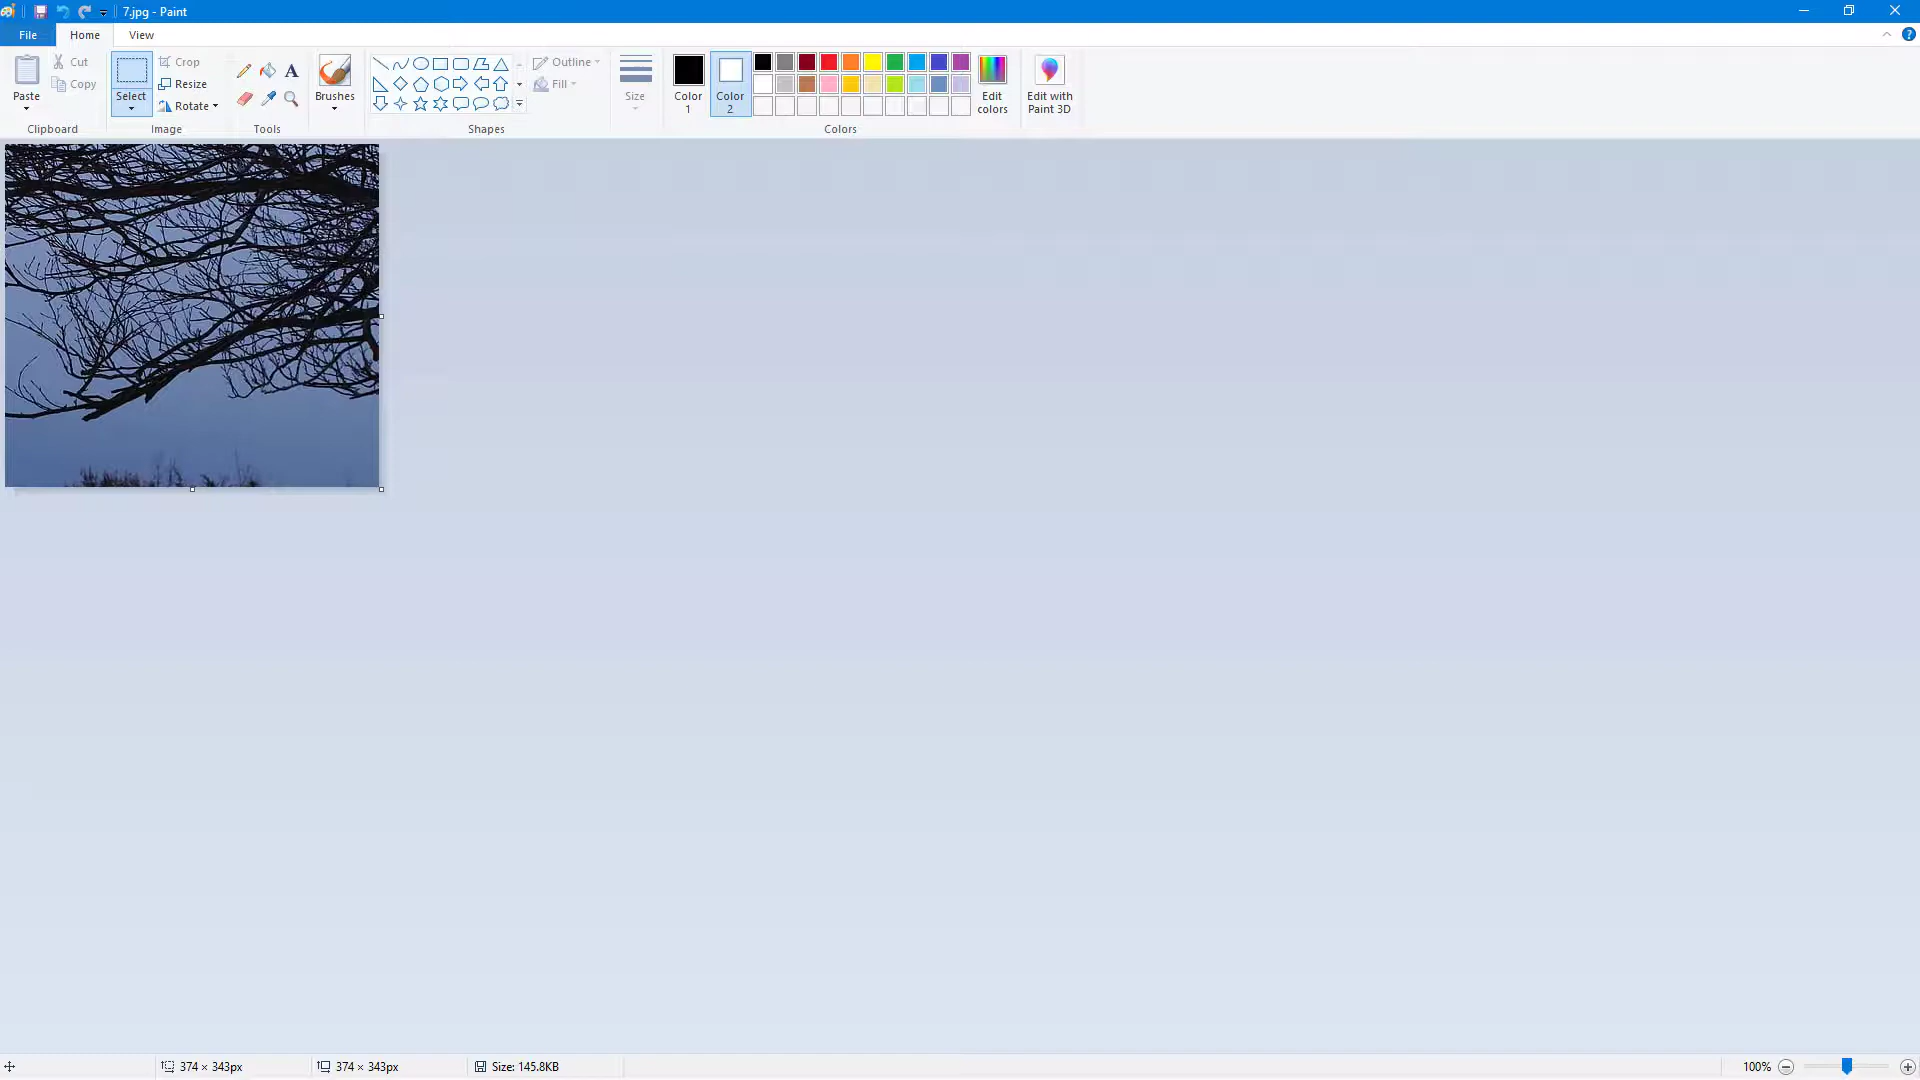 7.jpg - Paint
File Home View
Paste Cut Copy Clipboard
Select Crop Resize Rotate Image
A Tools
Brushes
Shapes Outline Fill
Size
Color 1 Color 2 Edit colors Colors
Edit with Paint 3D
374 × 343px 374 × 343px Size: 145.8KB 100%